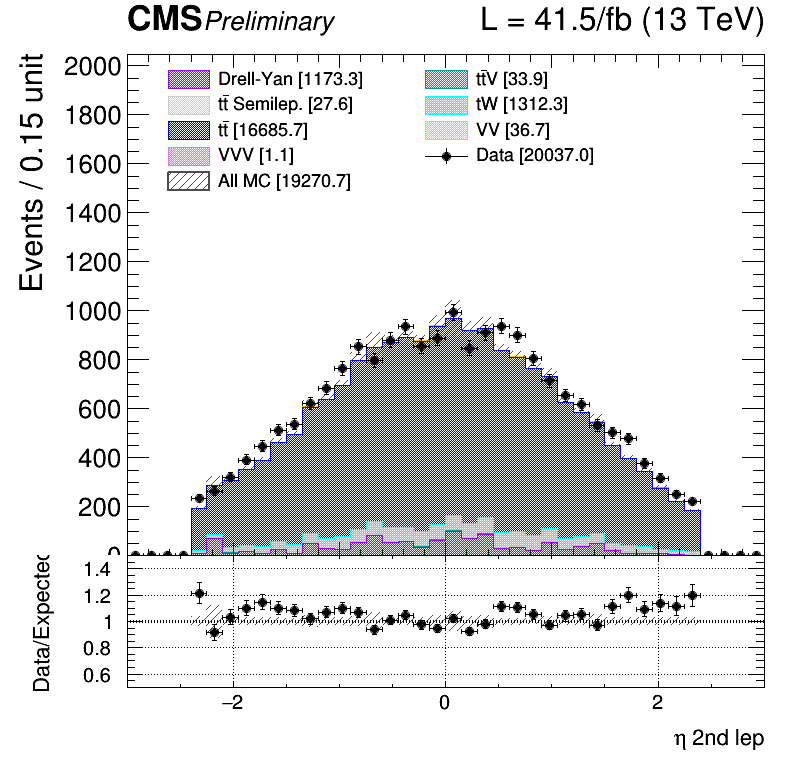 CMS Preliminary L = 41.5/fb (13 TeV)
Events / 0.15 unit
2000
1800
1600
1400
1200
1000
800
600
400
200
0
Drell-Yan [1173.3]
tt̄ Semilep. [27.6]
tt̄ [16685.7]
VVV [1.1]
All MC [19270.7]
tt̄V [33.9]
tW [1312.3]
VV [36.7]
Data [20037.0]
Data/Expected
1.4
1.2
1
0.8
0.6
−2 0 2
η 2nd lep